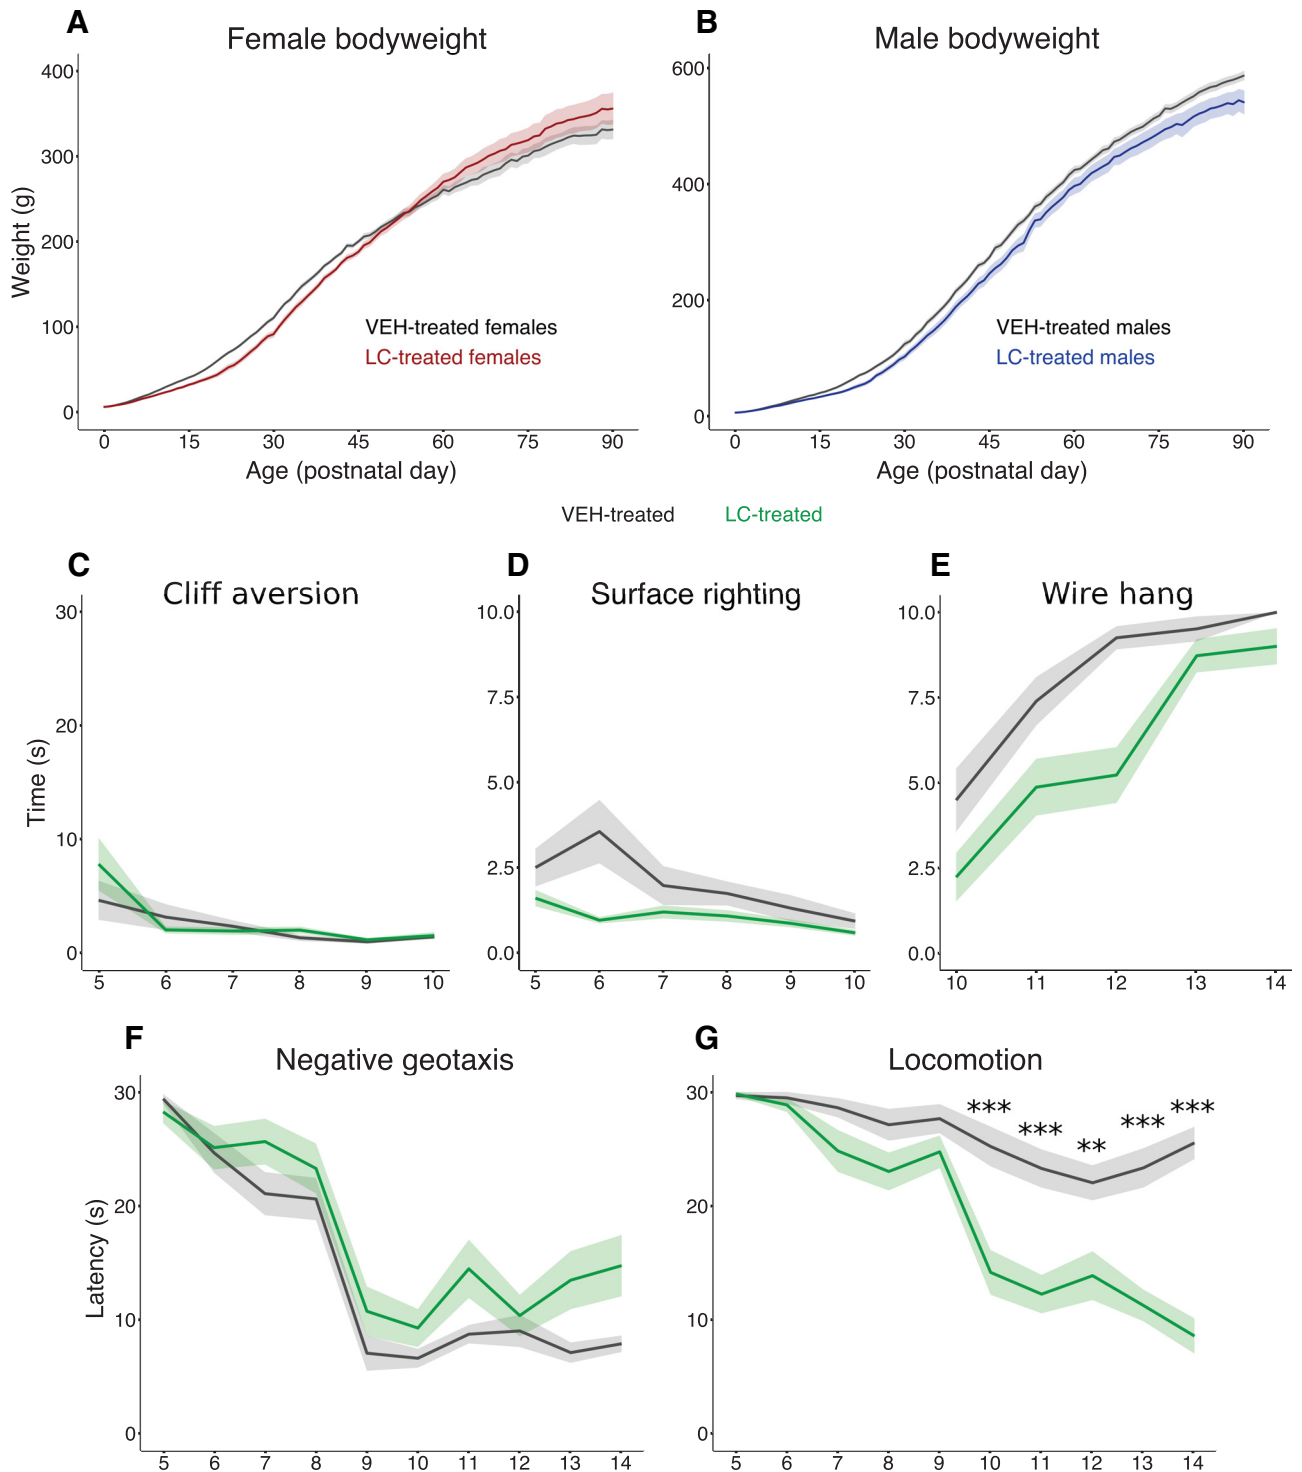 A
Female bodyweight
400
300
200
100
0
Weight (g)
VEH-treated females
LC-treated females
0 15 30 45 60 75 90
Age (postnatal day)
B
Male bodyweight
600
400
200
0
VEH-treated males
LC-treated males
0 15 30 45 60 75 90
Age (postnatal day)
VEH-treated LC-treated
C
Cliff aversion
30
20
10
0
Time (s)
5 6 7 8 9 10
D
Surface righting
10.0
7.5
5.0
2.5
0.0
5 6 7 8 9 10
E
Wire hang
10.0
7.5
5.0
2.5
0.0
10 11 12 13 14
F
Negative geotaxis
30
20
10
0
Latency (s)
5 6 7 8 9 10 11 12 13 14
G
Locomotion
30
20
10
0
*** *** ** *** ***
5 6 7 8 9 10 11 12 13 14